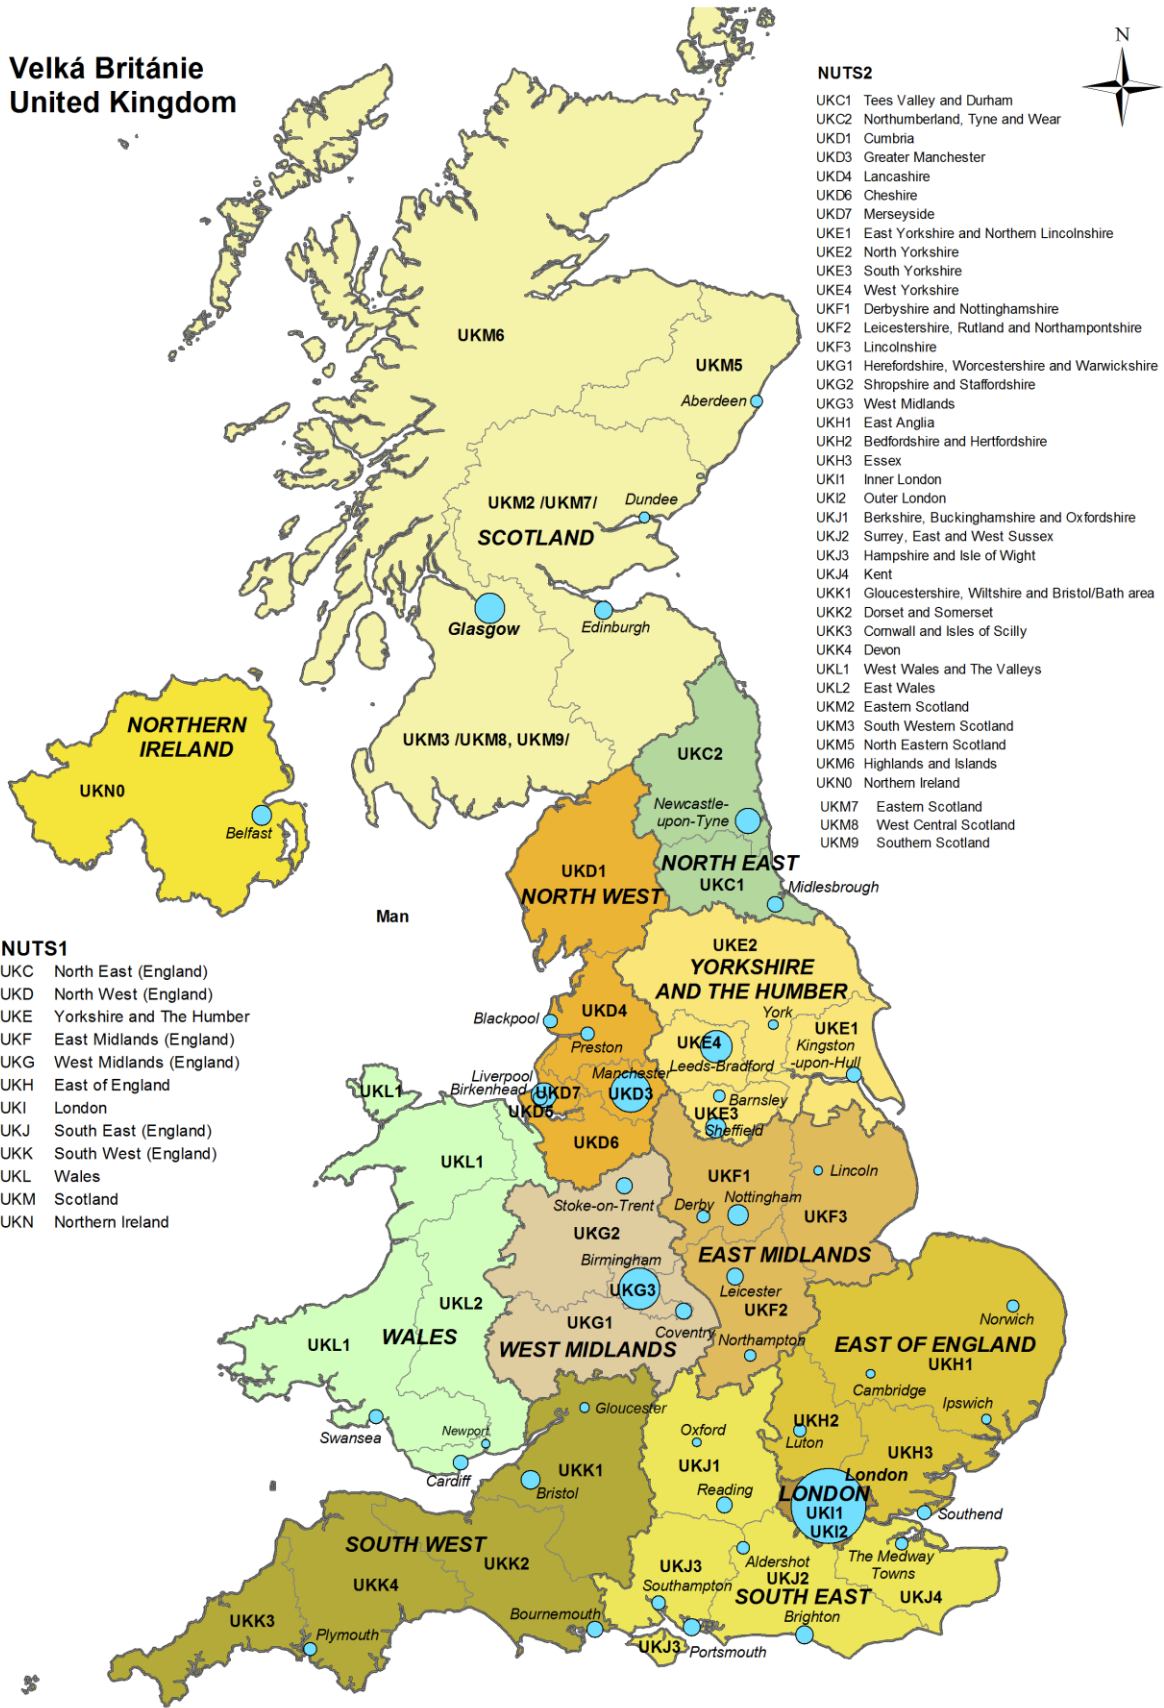 Velká Británie
United Kingdom
N
NUTS2
UKC1 Tees Valley and Durham
UKC2 Northumberland, Tyne and Wear
UKD1 Cumbria
UKD3 Greater Manchester
UKD4 Lancashire
UKD6 Cheshire
UKD7 Merseyside
UKE1 East Yorkshire and Northern Lincolnshire
UKE2 North Yorkshire
UKE3 South Yorkshire
UKE4 West Yorkshire
UKF1 Derbyshire and Nottinghamshire
UKF2 Leicestershire, Rutland and Northampontshire
UKF3 Lincolnshire
UKG1 Herefordshire, Worcestershire and Warwickshire
UKG2 Shropshire and Staffordshire
UKG3 West Midlands
UKH1 East Anglia
UKH2 Bedfordshire and Hertfordshire
UKH3 Essex
UKI1 Inner London
UKI2 Outer London
UKJ1 Berkshire, Buckinghamshire and Oxfordshire
UKJ2 Surrey, East and West Sussex
UKJ3 Hampshire and Isle of Wight
UKJ4 Kent
UKK1 Gloucestershire, Wiltshire and Bristol/Bath area
UKK2 Dorset and Somerset
UKK3 Cornwall and Isles of Scilly
UKK4 Devon
UKL1 West Wales and The Valleys
UKL2 East Wales
UKM2 Eastern Scotland
UKM3 South Western Scotland
UKM5 North Eastern Scotland
UKM6 Highlands and Islands
UKN0 Northern Ireland
UKM7 Eastern Scotland
UKM8 West Central Scotland
UKM9 Southern Scotland
UKM6
UKM5
Aberdeen
UKM2 /UKM7/
Dundee
SCOTLAND
Glasgow
Edinburgh
UKM3 /UKM8, UKM9/
NORTHERN
IRELAND
UKN0
Belfast
UKC2
Newcastle-
upon-Tyne
NORTH EAST
UKC1
Midlesbrough
UKD1
NORTH WEST
Man
NUTS1
UKC North East (England)
UKD North West (England)
UKE Yorkshire and The Humber
UKF East Midlands (England)
UKG West Midlands (England)
UKH East of England
UKI London
UKJ South East (England)
UKK South West (England)
UKL Wales
UKM Scotland
UKN Northern Ireland
UKE2
YORKSHIRE
AND THE HUMBER
York
UKE1
Kingston
-upon-Hull
UKE4
Leeds-Bradford
UKD4
Blackpool
Preston
Manchester
UKD3
Liverpool
Birkenhead
UKD7
UKD6
Barnsley
UKE3
Sheffield
UKD6
UKL1
UKL1
UKF1
Lincoln
Nottingham
Derby
UKF3
EAST MIDLANDS
Leicester
UKF2
Northampton
Stoke-on-Trent
UKG2
Birmingham
UKG3
UKG1
Coventry
WEST MIDLANDS
UKL2
WALES
UKL1
Swansea
Newport
Cardiff
Norwich
EAST OF ENGLAND
UKH1
Cambridge
Ipswich
UKH2
Luton
UKH3
London
LONDON
UKI1
UKI2
Southend
Gloucester
UKK1
Bristol
Oxford
UKJ1
Reading
SOUTH WEST
UKK2
UKK4
UKK3
Plymouth
Bournemouth
UKJ3
Southampton
Aldershot
UKJ2
The Medway
Towns
UKJ4
SOUTH EAST
Brighton
UKJ3
Portsmouth